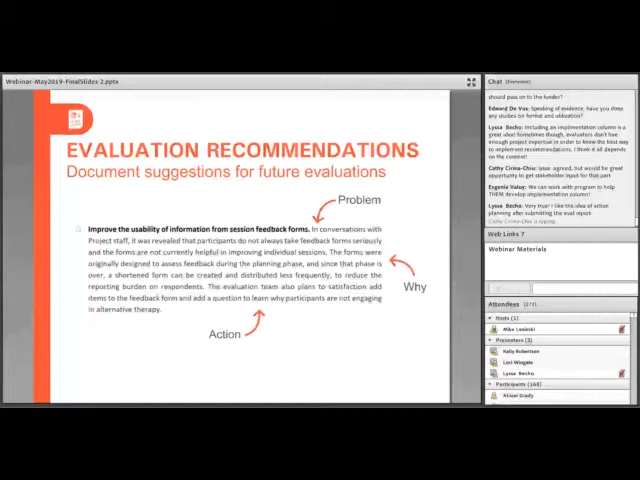 Webinar-May2019-FinalSlides 2.pptx
EVALUATION RECOMMENDATIONS
Document suggestions for future evaluations
Problem
Improve the usability of information from session feedback forms. In conversations with
Project staff, it was revealed that participants do not always take feedback forms seriously
and the forms are not currently helpful in improving individual sessions. The forms were
originally designed to assess feedback during the planning phase, and since that phase is
over, a shortened form can be created and distributed less frequently, to reduce the
reporting burden on respondents. The evaluation team also plans to satisfaction add
items to the feedback form and add a question to learn why participants are not engaging
in alternative therapy.
Why
Action
Chat (Everyone)
should pass on to the funder?
Edward De Vos: Speaking of evidence, have you done
any studies on format and utilization?
Lyssa Becho: Including an implimentation column is a
great idea! Sometimes though, evaluators don't have
enough project expertise in order to know the best way
to implement recommendations. I think it all depends
on the context!
Cathy Cirina-Chiu: lyssa: agreed, but would be great
opportunity to get stakeholder input for that part
Eugenia Valuy: We can work with program to help
THEM develop implementation!
Lyssa Becho: Very true! I like the idea of action
planning after submitting the eval report.
Cathy Cirina-Chiu is typing...
Web Links 7
Webinar Materials
Attendees
Hosts (1)
Mike Lesiecki
Presenters (3)
Kelly Robertson
Lori Wingate
Lyssa Becho
Participants (168)
Alison Grady